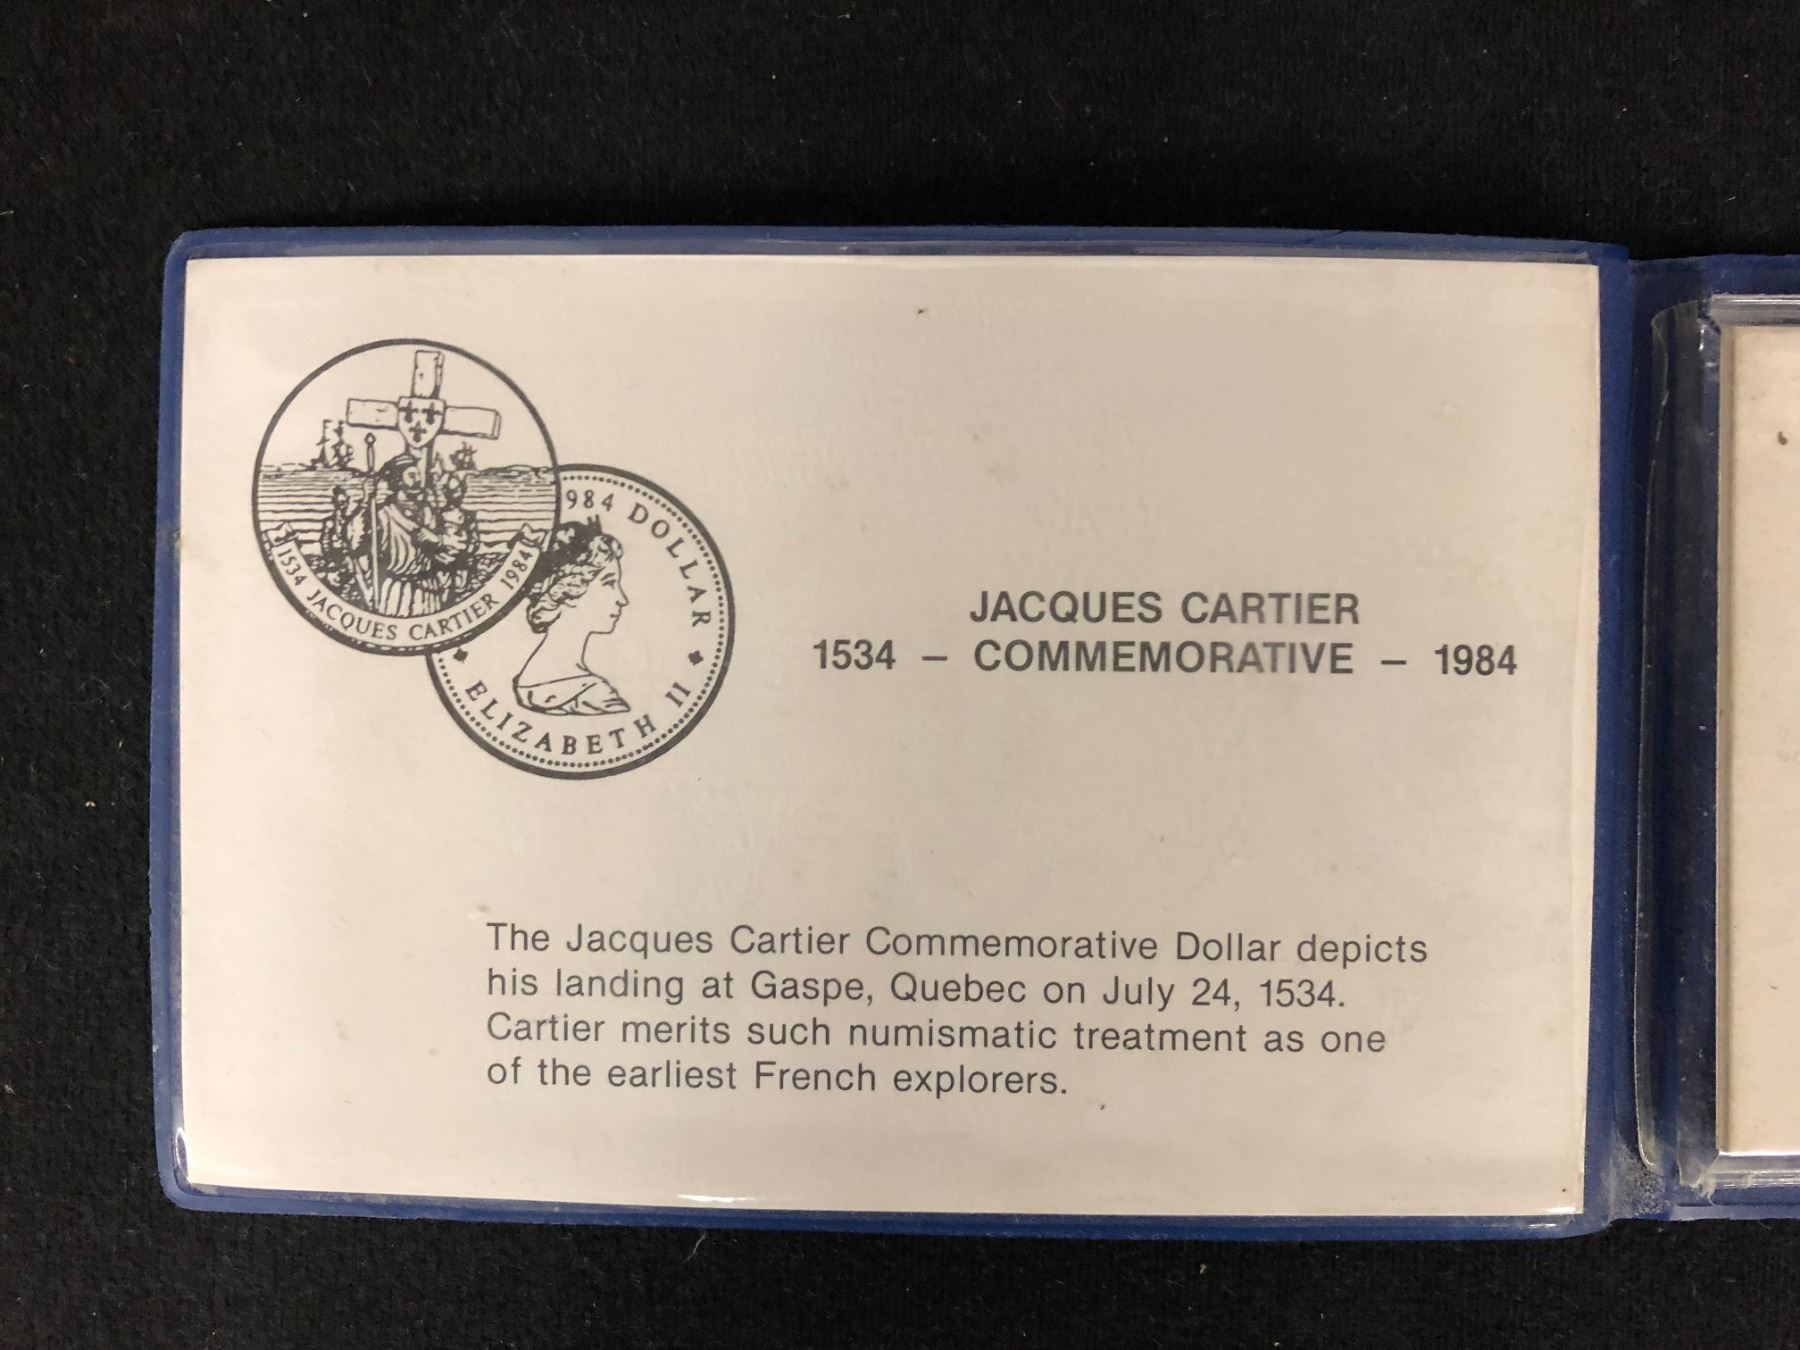 1534 JACQUES CARTIER 1984
984 DOLLAR
ELIZABETH II
JACQUES CARTIER
1534 – COMMEMORATIVE – 1984
The Jacques Cartier Commemorative Dollar depicts
his landing at Gaspe, Quebec on July 24, 1534.
Cartier merits such numismatic treatment as one
of the earliest French explorers.